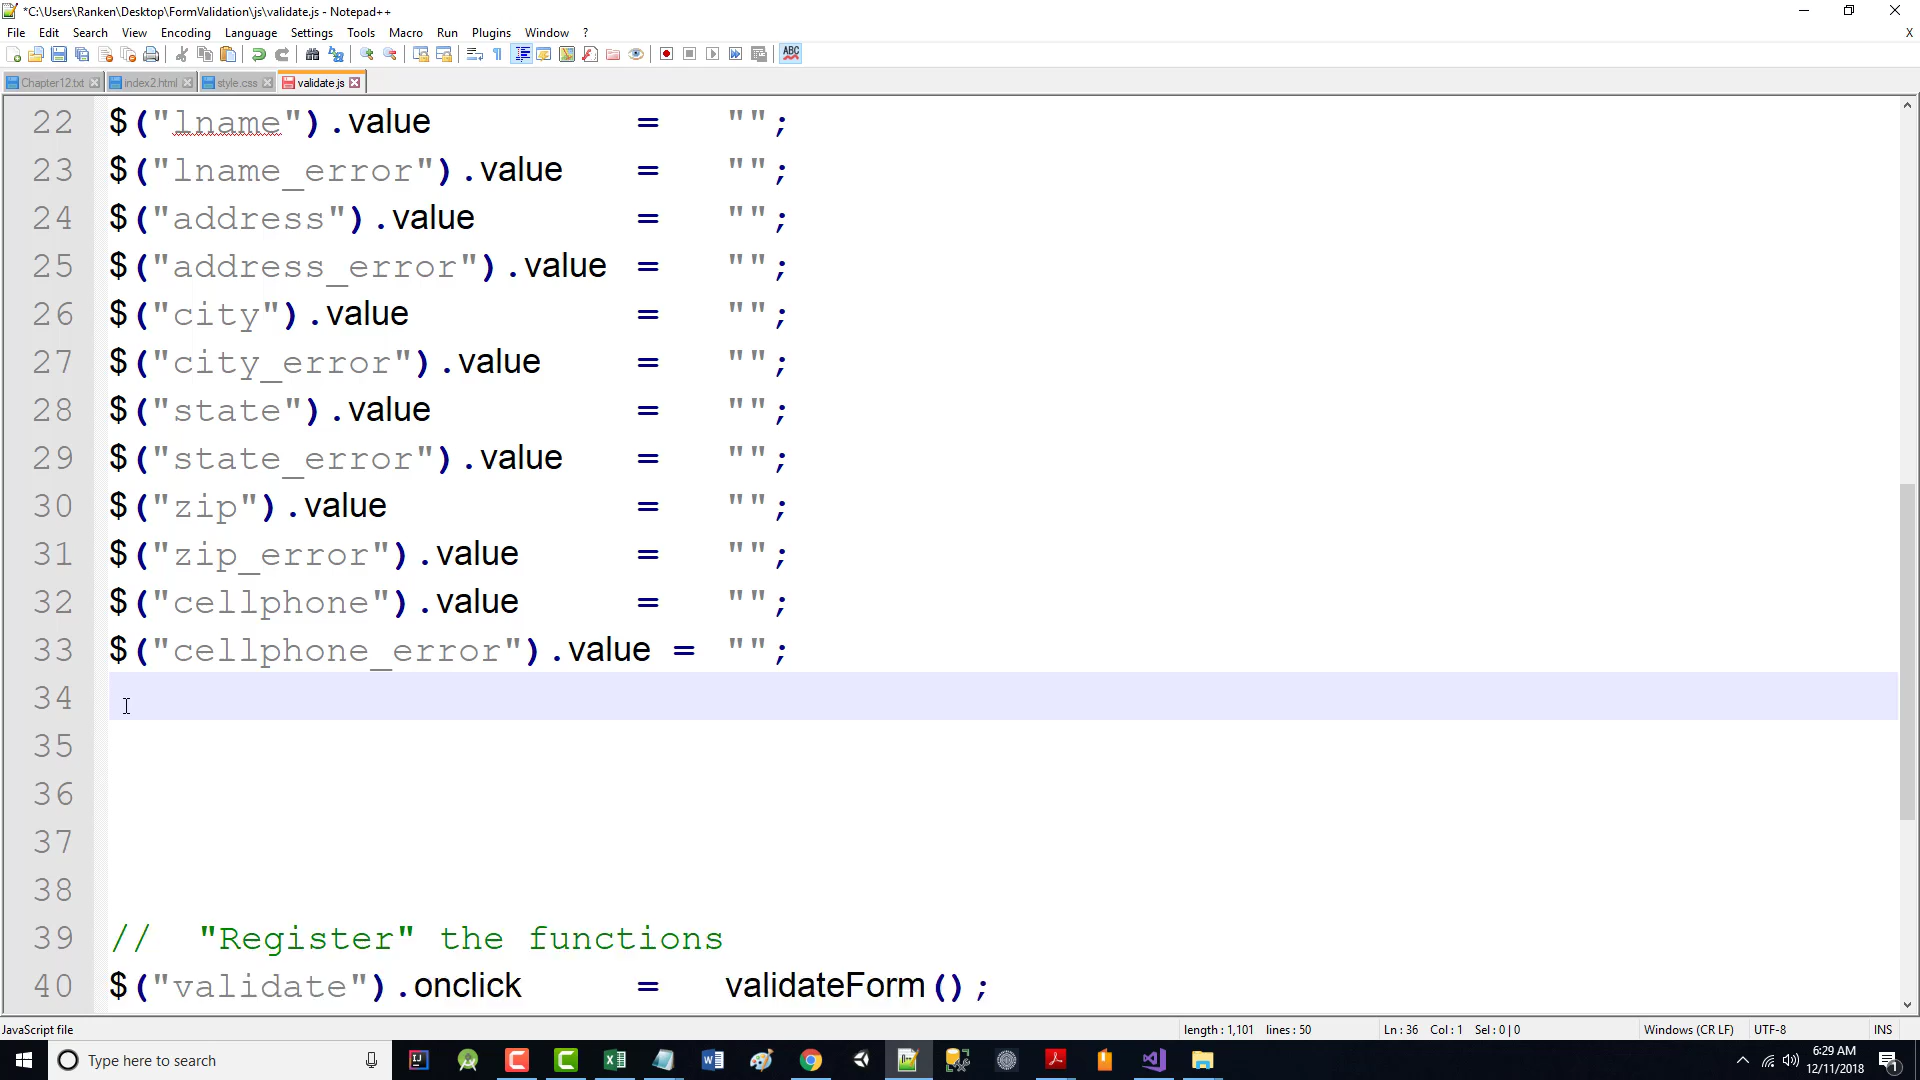 *C:\Users\Ranken\Desktop\FormValidation\js\validate.js - Notepad++
File Edit Search View Encoding Language Settings Tools Macro Run Plugins Window ? X
Chapter12.txt index2.html style.css validate.js
22 $("lname").value = "";
23 $("lname_error").value = "";
24 $("address").value = "";
25 $("address_error").value = "";
26 $("city").value = "";
27 $("city_error").value = "";
28 $("state").value = "";
29 $("state_error").value = "";
30 $("zip").value = "";
31 $("zip_error").value = "";
32 $("cellphone").value = "";
33 $("cellphone_error").value = "";
34
35
36
37
38
39 // "Register" the functions
40 $("validate").onclick = validateForm();
JavaScript file length : 1,101 lines : 50 Ln : 36 Col : 1 Sel : 0 | 0 Windows (CR LF) UTF-8 INS
Type here to search
6:29 AM
12/11/2018